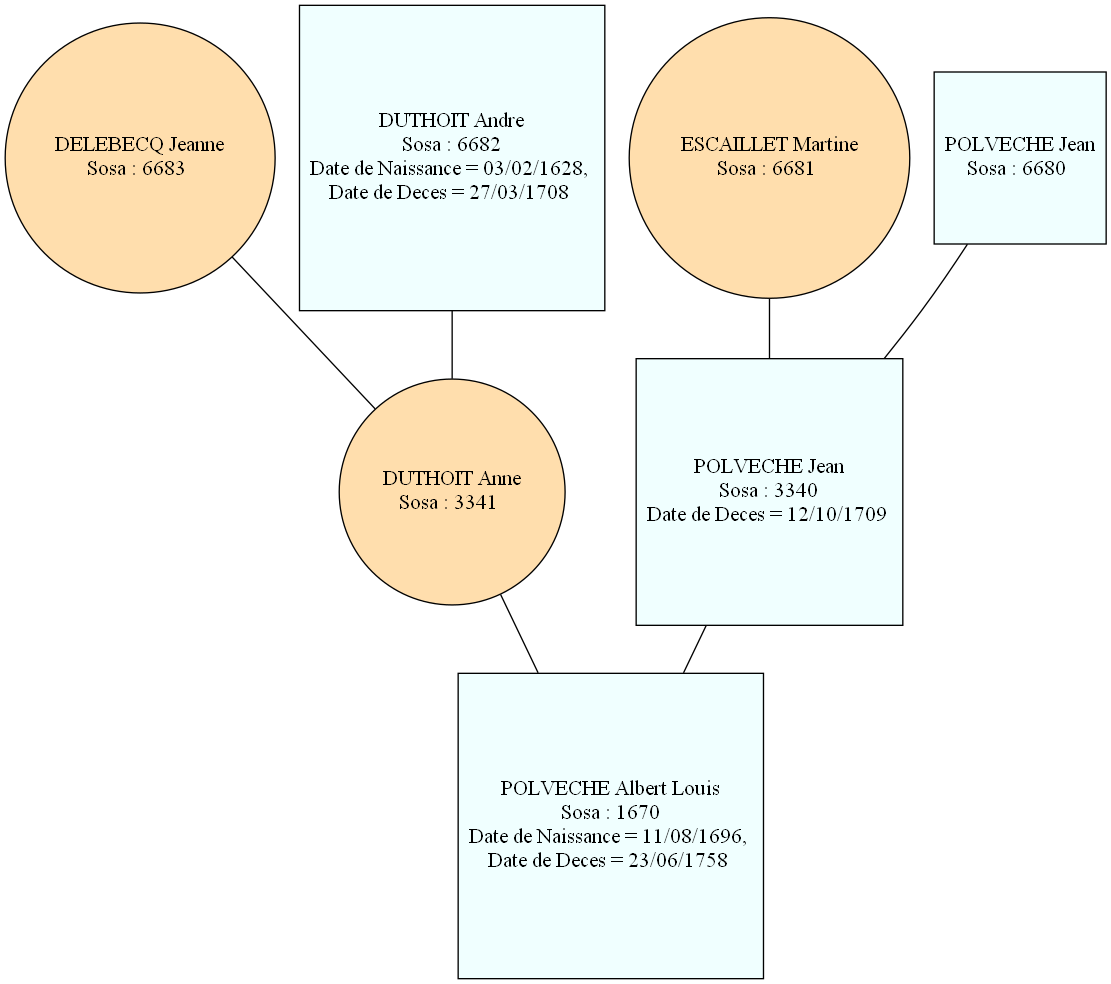 DELEBECQ Jeanne
Sosa : 6683
DUTHOIT Andre
Sosa : 6682
Date de Naissance = 03/02/1628,
Date de Deces = 27/03/1708
ESCAILLET Martine
Sosa : 6681
POLVECHE Jean
Sosa : 6680
DUTHOIT Anne
Sosa : 3341
POLVECHE Jean
Sosa : 3340
Date de Deces = 12/10/1709
POLVECHE Albert Louis
Sosa : 1670
Date de Naissance = 11/08/1696,
Date de Deces = 23/06/1758